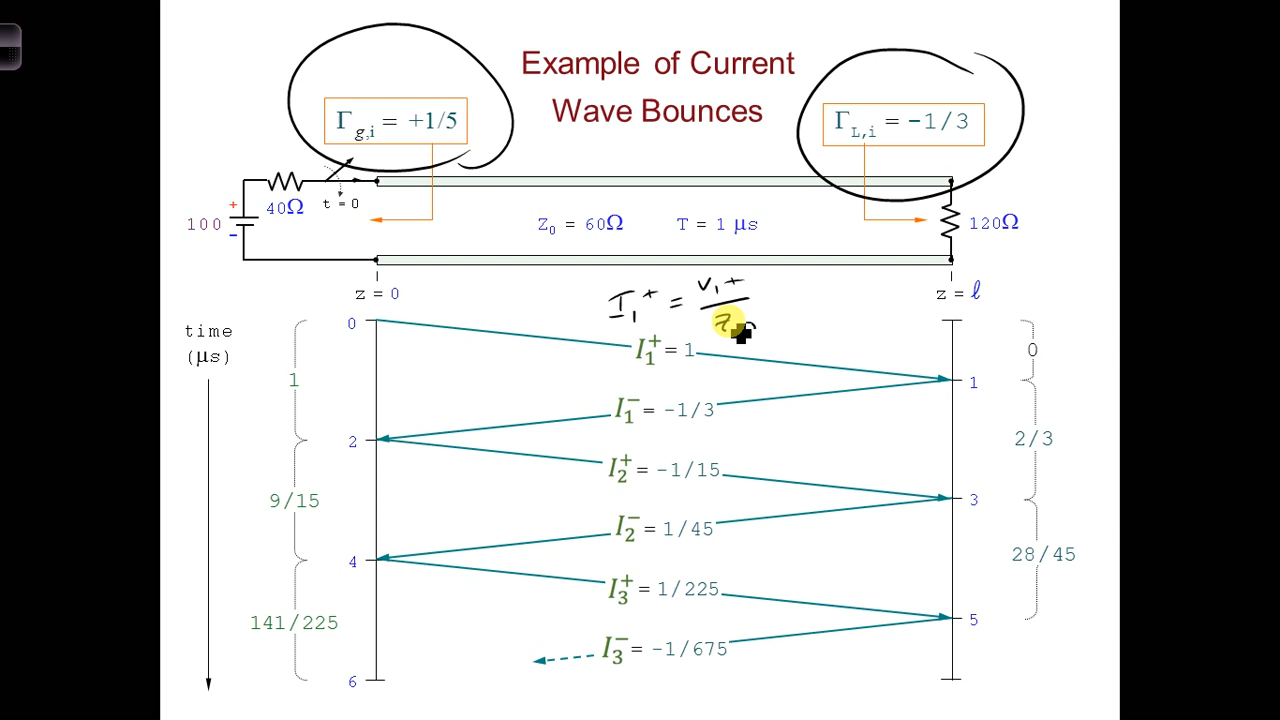 Example of Current
Wave Bounces
Γg,i = +1/5
ΓL,i = -1/3
40Ω
t = 0
+
100
-
Z₀ = 60Ω
T = 1 μs
120Ω
z = 0
z = ℓ
I₁⁺ = V₁⁺
time
(μs)
0
I₁⁺ = 1
0
1
1
I₁⁻ = -1/3
2
2/3
I₂⁺ = -1/15
9/15
3
I₂⁻ = 1/45
4
28/45
I₃⁺ = 1/225
141/225
5
I₃⁻ = -1/675
6